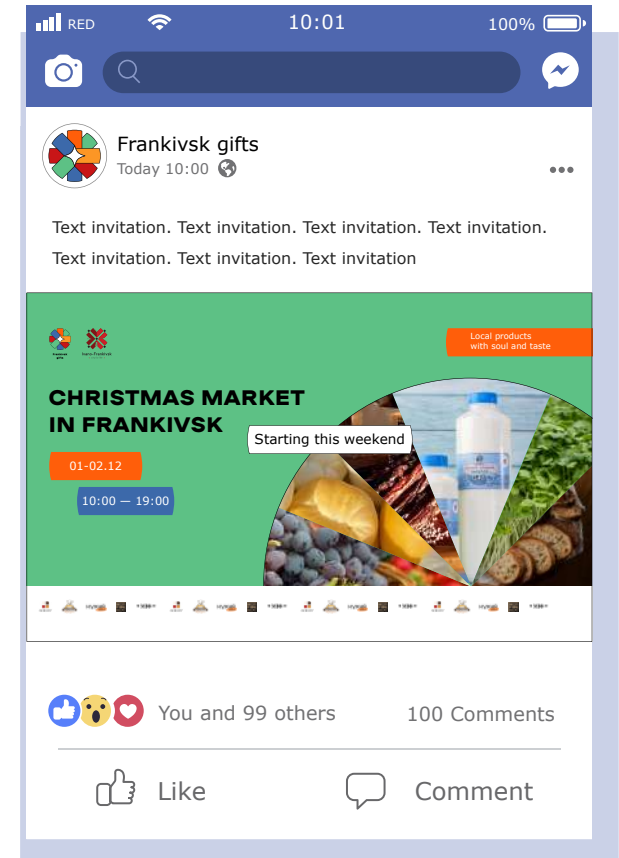 RED
10:01
100%
Frankivsk gifts
Today 10:00
Text invitation. Text invitation. Text invitation. Text invitation.
Text invitation. Text invitation. Text invitation
Local products
with soul and taste
CHRISTMAS MARKET
IN FRANKIVSK
Starting this weekend
01-02.12
10:00 — 19:00
You and 99 others
100 Comments
Like
Comment